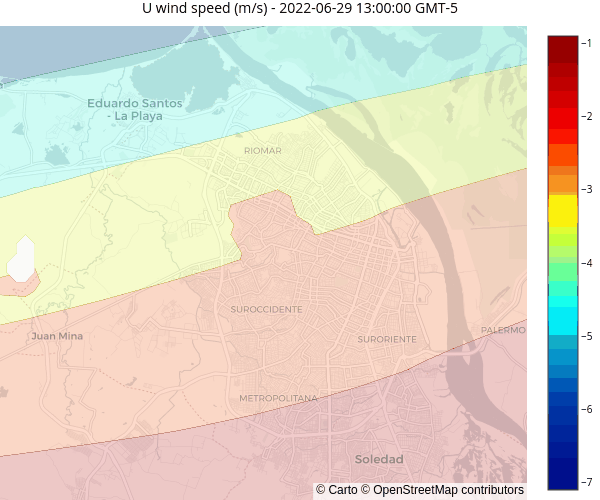 U wind speed (m/s) - 2022-06-29 13:00:00 GMT-5
Eduardo Santos
- La Playa
RIOMAR
SUROCCIDENTE
Juan Mina
SURORIENTE
PALERMO
METROPOLITANA
Soledad
© Carto © OpenStreetMap contributors
−1
−2
−3
−4
−5
−6
−7